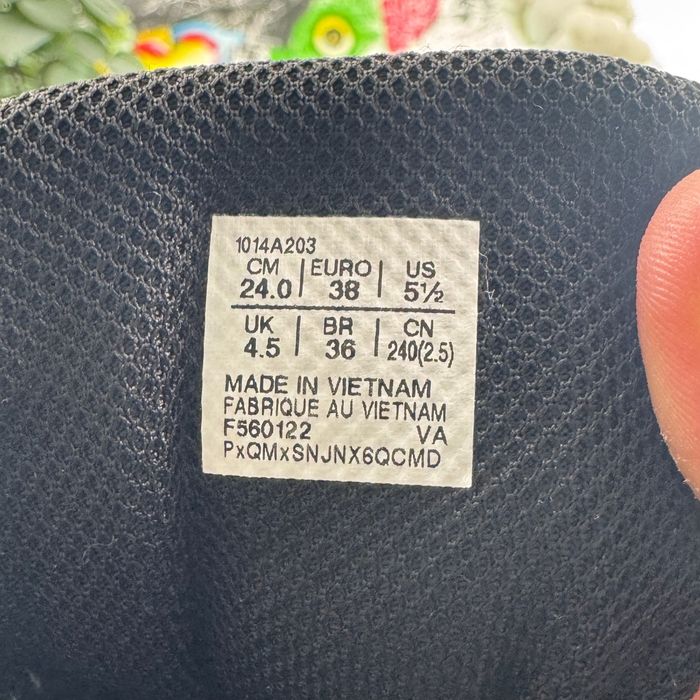 1014A203
CM | EURO | US
24.0 | 38 | 5½
UK | BR | CN
4.5 | 36 | 240(2.5)
MADE IN VIETNAM
FABRIQUE AU VIETNAM
F560122 VA
PxQMxSNJNX6QCMD